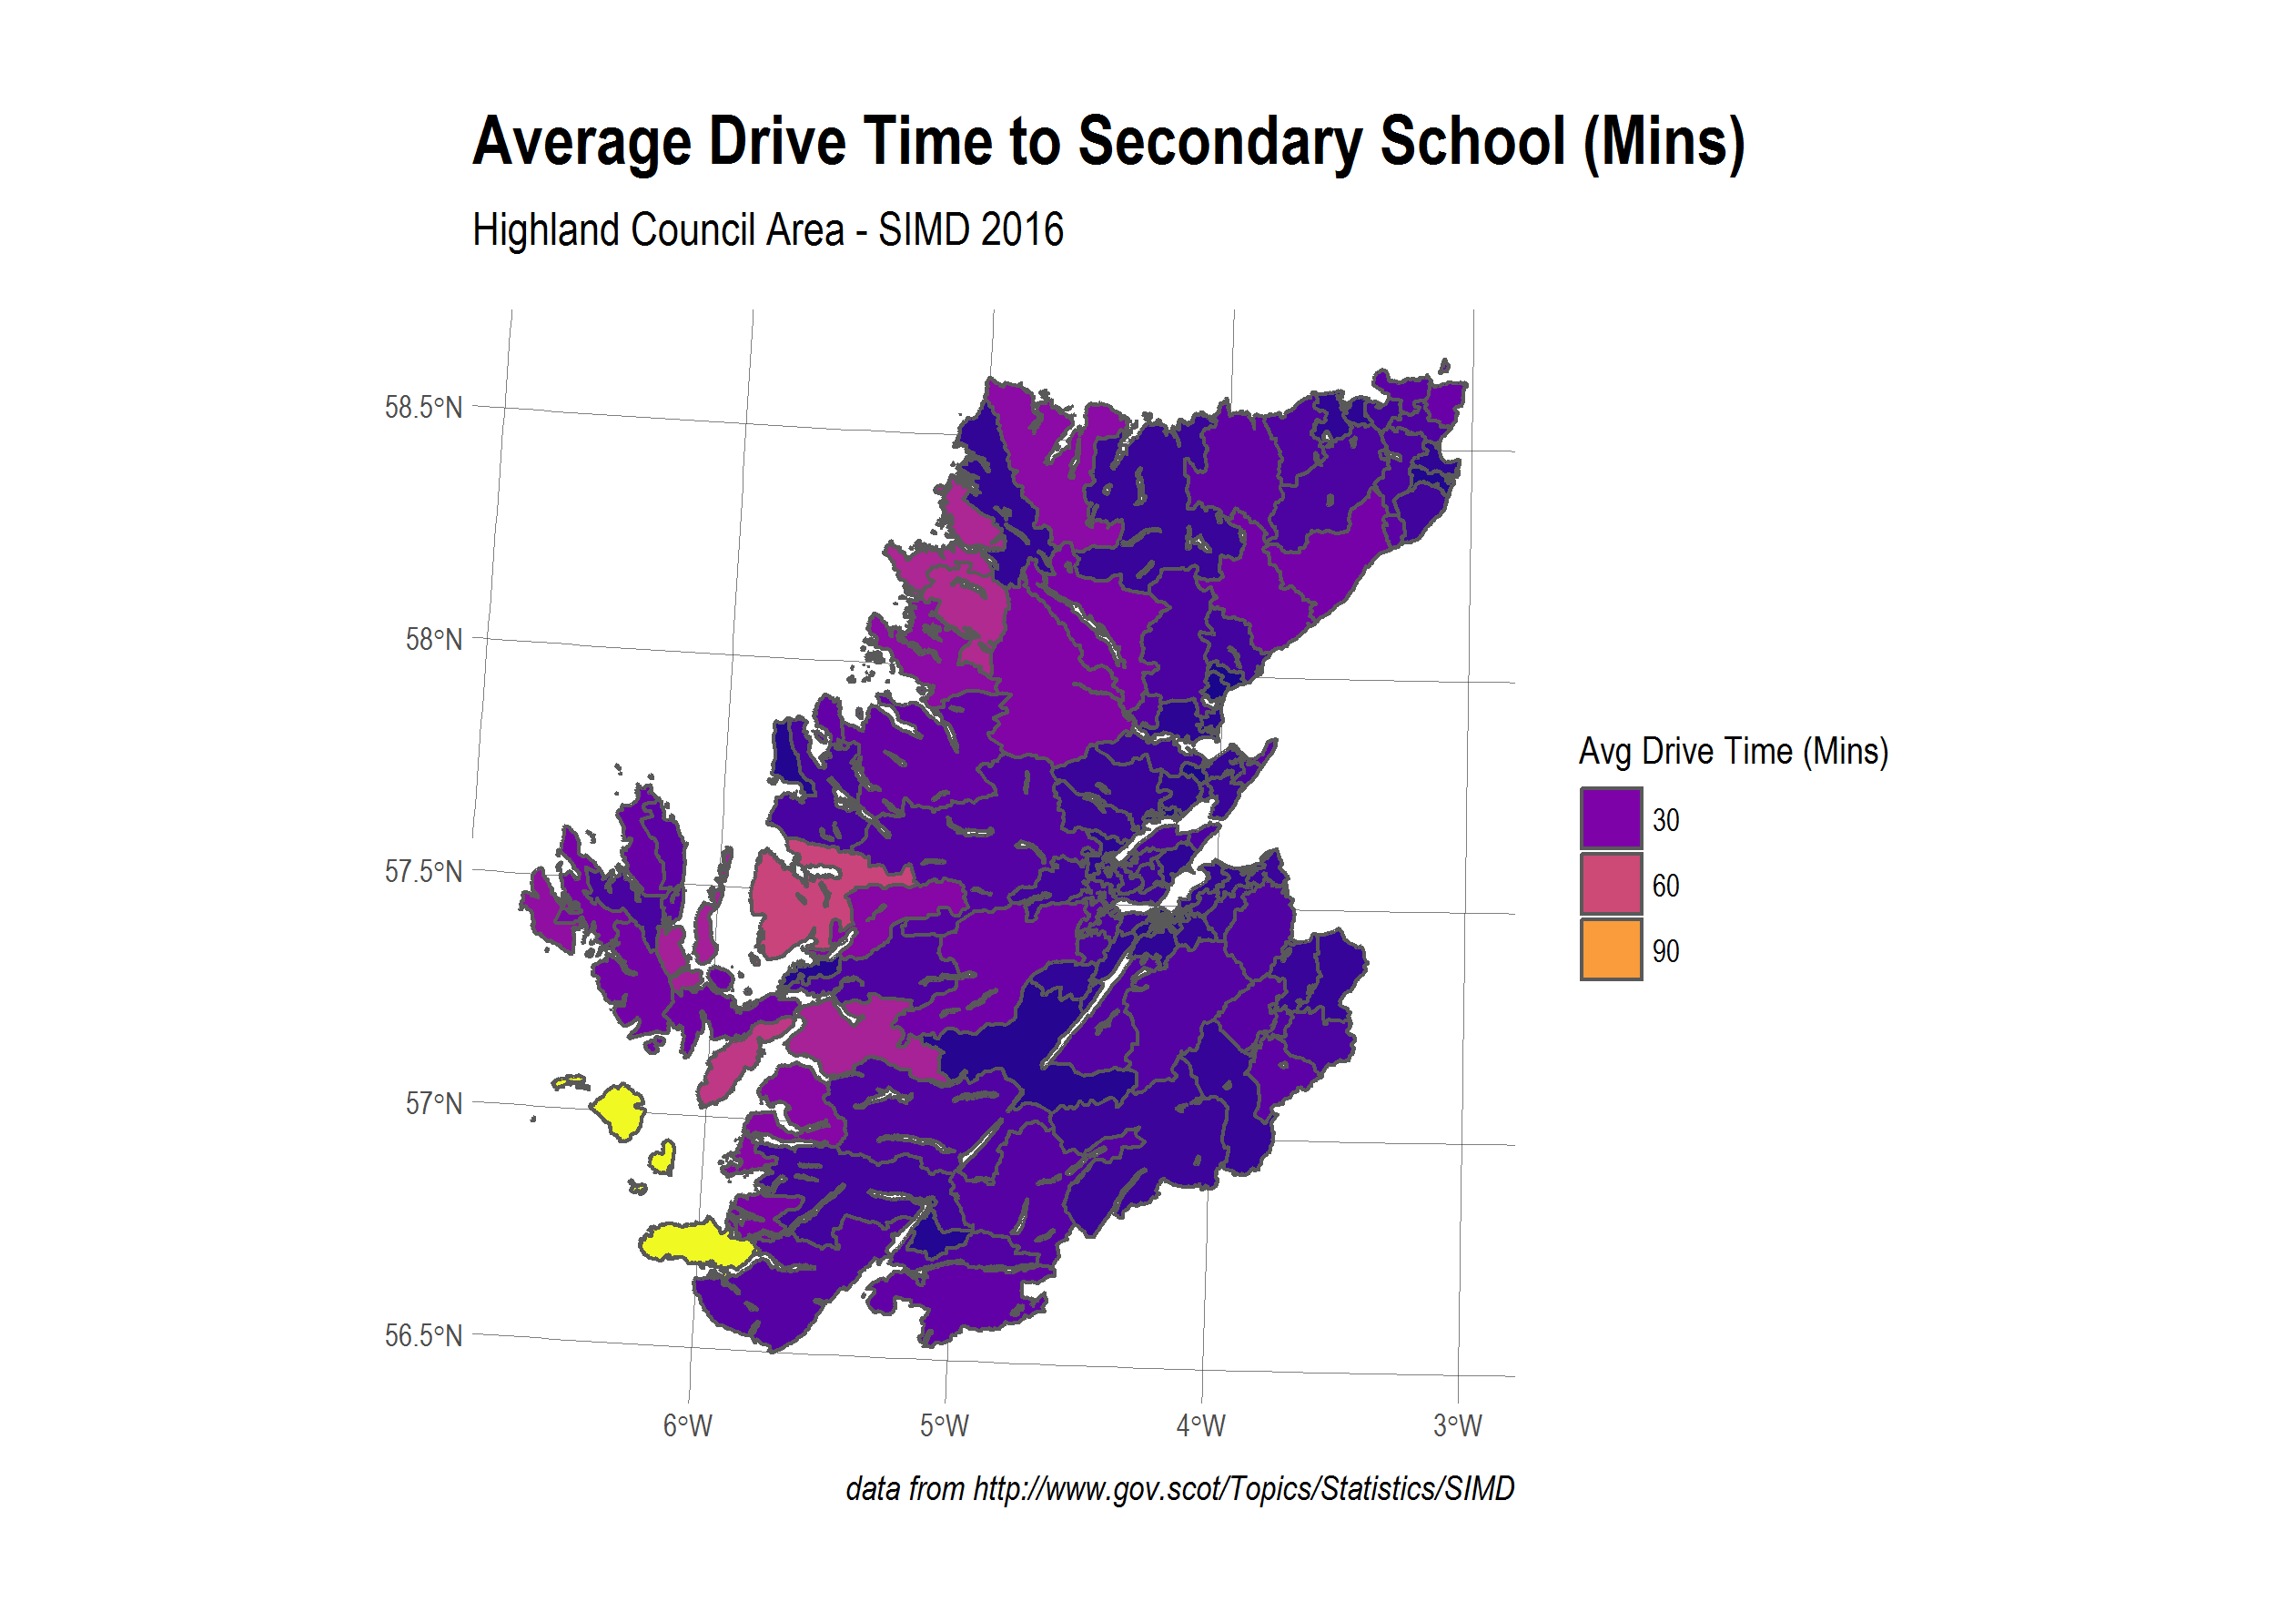 Average Drive Time to Secondary School (Mins)
Highland Council Area - SIMD 2016
58.5°N
58°N
57.5°N
57°N
56.5°N
6°W
5°W
4°W
3°W
Avg Drive Time (Mins)
30
60
90
data from http://www.gov.scot/Topics/Statistics/SIMD